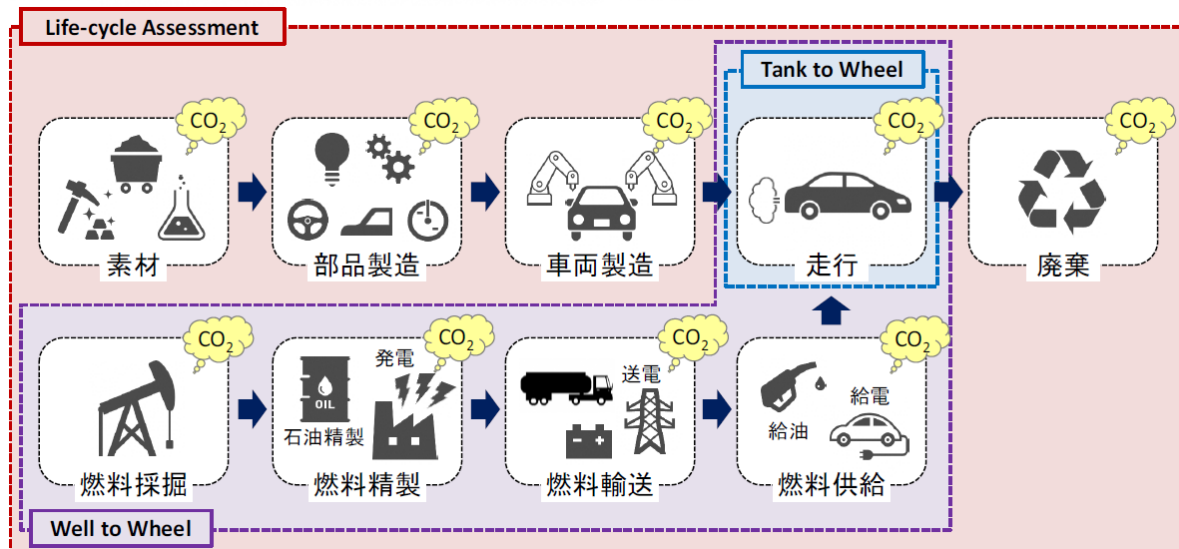 Life-cycle Assessment
Tank to Wheel
CO₂
CO₂
CO₂
CO₂
CO₂
素材
部品製造
車両製造
走行
廃棄
CO₂
CO₂
CO₂
CO₂
発電
OIL
石油精製
送電
給油
給電
燃料採掘
燃料精製
燃料輸送
燃料供給
Well to Wheel